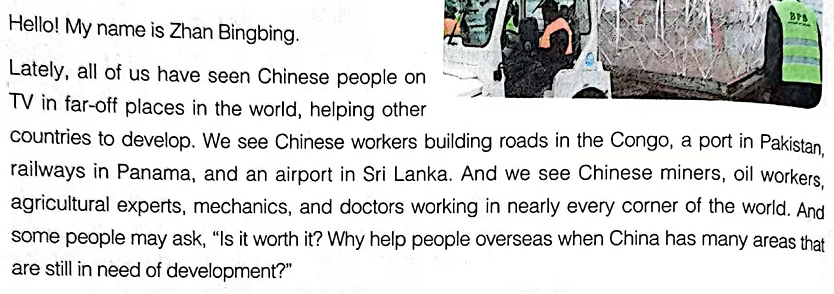 BPS
Hello! My name is Zhan Bingbing.
Lately, all of us have seen Chinese people on
TV in far-off places in the world, helping other
countries to develop. We see Chinese workers building roads in the Congo, a port in Pakistan,
railways in Panama, and an airport in Sri Lanka. And we see Chinese miners, oil workers,
agricultural experts, mechanics, and doctors working in nearly every corner of the world. And
some people may ask, “Is it worth it? Why help people overseas when China has many areas that
are still in need of development?”